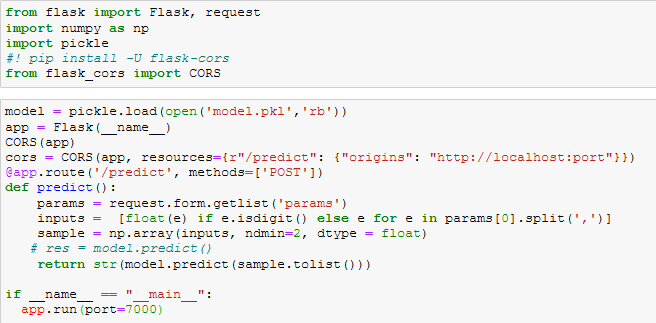 from flask import Flask, request
import numpy as np
import pickle
#! pip install -U flask-cors
from flask_cors import CORS
model = pickle.load(open('model.pkl','rb'))
app = Flask(__name__)
CORS(app)
cors = CORS(app, resources={r"/predict": {"origins": "http://localhost:port"}})
@app.route('/predict', methods=['POST'])
def predict():
    params = request.form.getlist('params')
    inputs =  [float(e) if e.isdigit() else e for e in params[0].split(',')]
    sample = np.array(inputs, ndmin=2, dtype = float)
   # res = model.predict()
    return str(model.predict(sample.tolist()))
if __name__ == "__main__":
  app.run(port=7000)